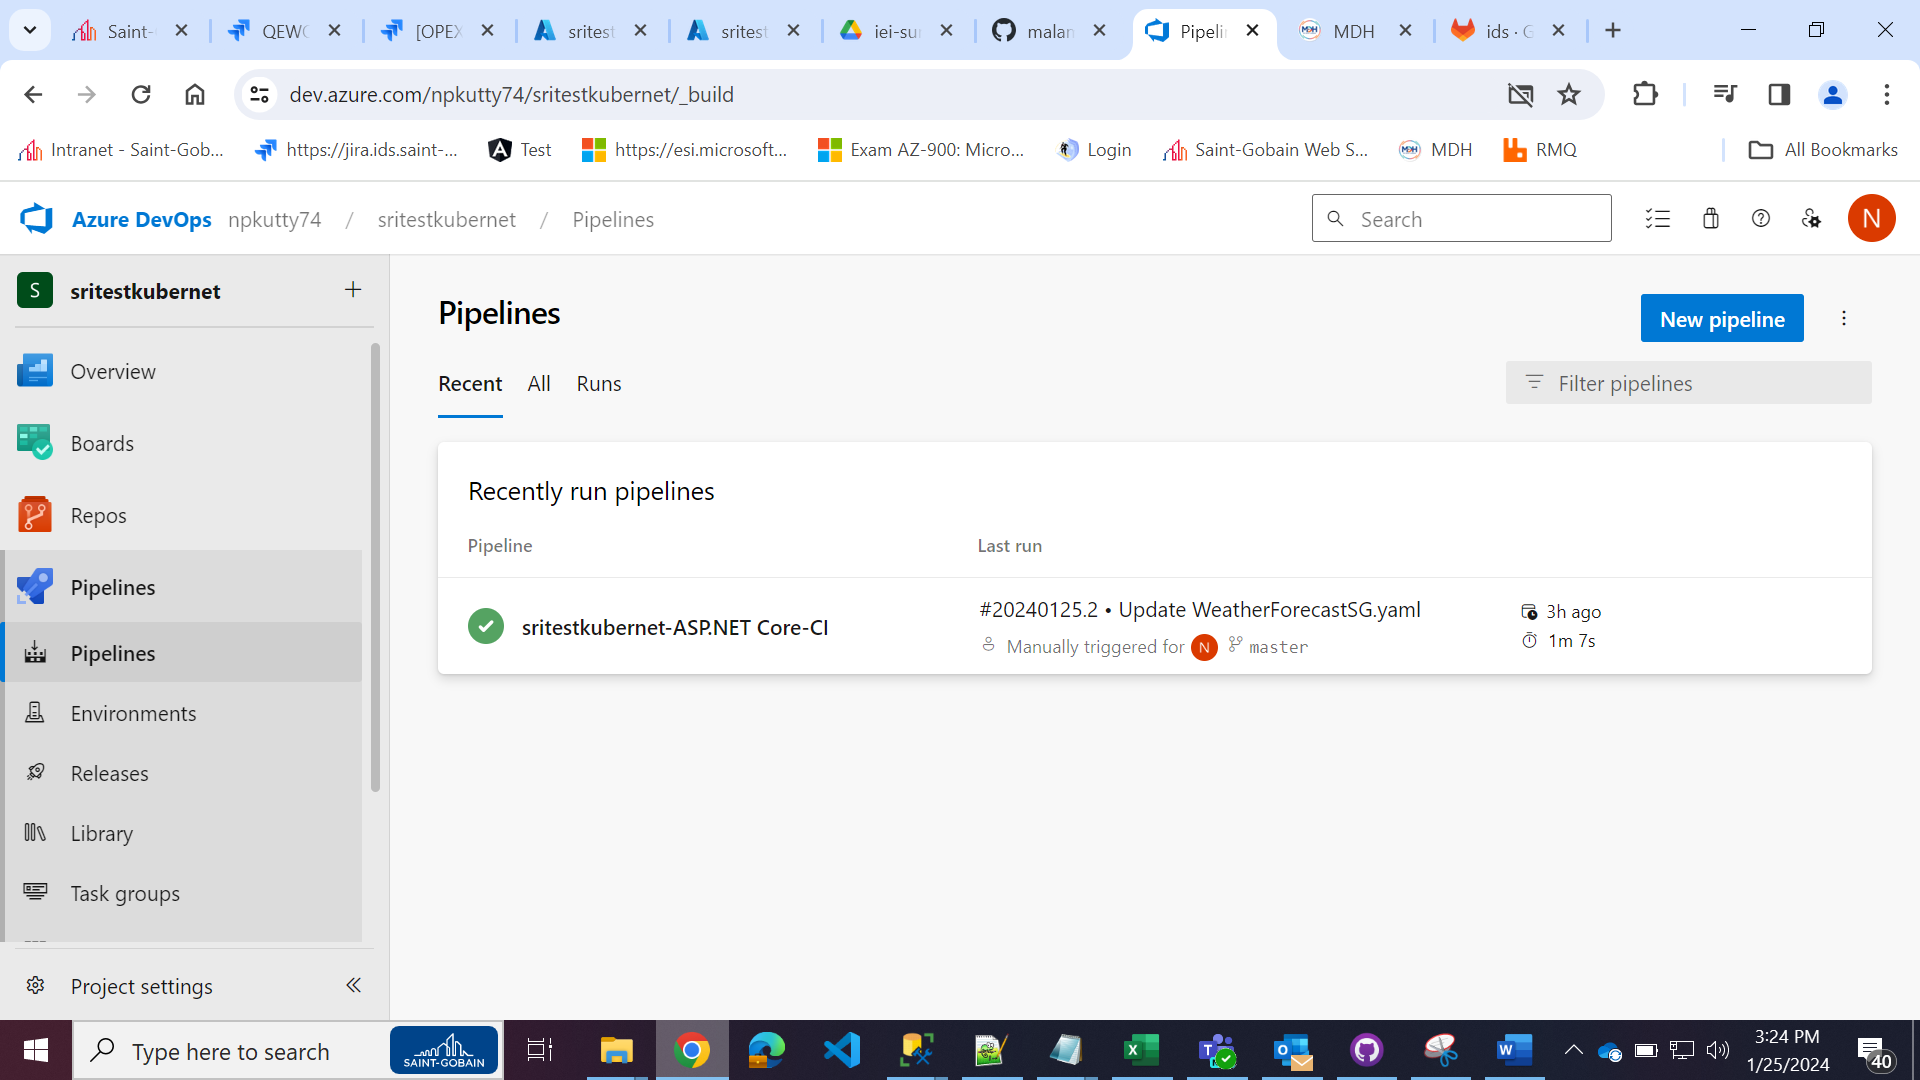 Saint-
QEWC
[OPEX
sritest
sritest
iei-sur
malan
Pipelin
MDH
ids · G
dev.azure.com/npkutty74/sritestkubernet/_build
Intranet - Saint-Gob...
https://jira.ids.saint-...
Test
https://esi.microsoft...
Exam AZ-900: Micro...
Login
Saint-Gobain Web S...
MDH
RMQ
All Bookmarks
Azure DevOps npkutty74 / sritestkubernet / Pipelines
Search
N
S sritestkubernet
Overview
Boards
Repos
Pipelines
Pipelines
Environments
Releases
Library
Task groups
Project settings
Pipelines
New pipeline
Recent All Runs
Filter pipelines
Recently run pipelines
Pipeline Last run
sritestkubernet-ASP.NET Core-CI
#20240125.2 • Update WeatherForecastSG.yaml
Manually triggered for N master
3h ago
1m 7s
Type here to search
SAINT-GOBAIN
3:24 PM
1/25/2024
40